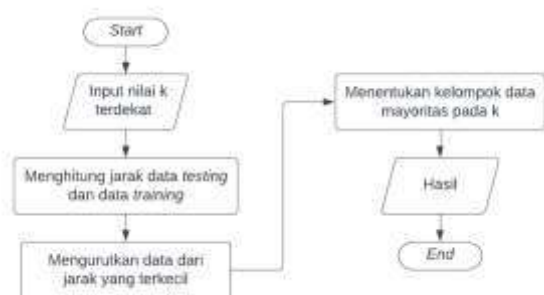 Start
Input nilai k
terdekat
Menghitung jarak data testing
dan data training
Mengurutkan data dari
jarak yang terkecil
Menentukan kelompok data
mayoritas pada k
Hasil
End